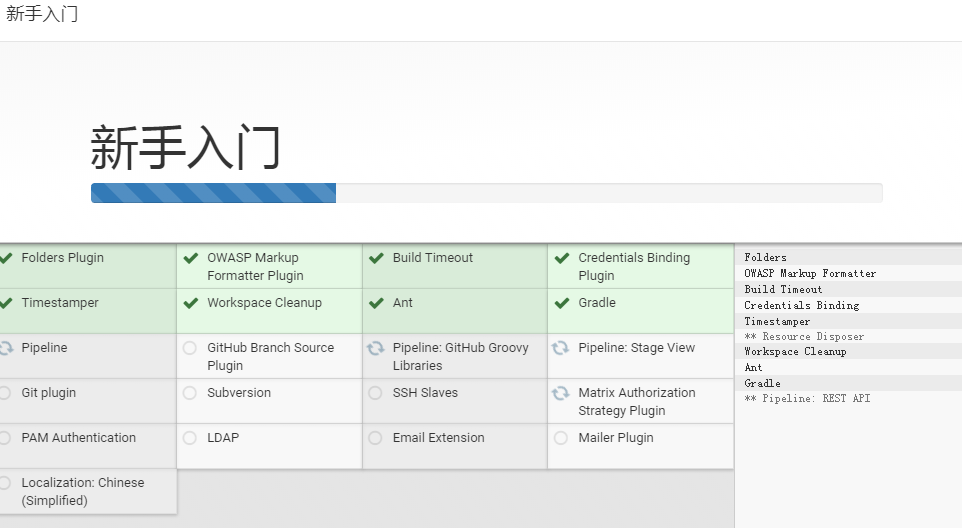 新手入门
新手入门
Folders Plugin
OWASP Markup
Formatter Plugin
Build Timeout
Credentials Binding
Plugin
Timestamper
Workspace Cleanup
Ant
Gradle
Pipeline
GitHub Branch Source
Plugin
Pipeline: GitHub Groovy
Libraries
Pipeline: Stage View
Git plugin
Subversion
SSH Slaves
Matrix Authorization
Strategy Plugin
PAM Authentication
LDAP
Email Extension
Mailer Plugin
Localization: Chinese
(Simplified)
Folders
OWASP Markup Formatter
Build Timeout
Credentials Binding
Timestamper
** Resource Disposer
Workspace Cleanup
Ant
Gradle
** Pipeline: REST API